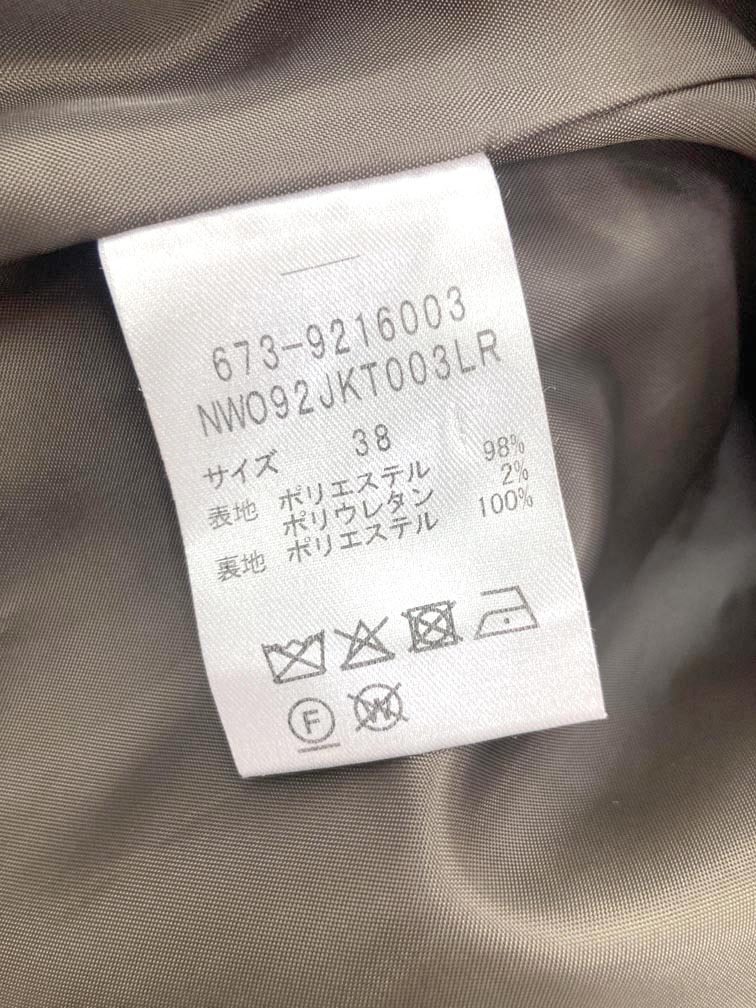 673-9216003
NW092JKT003LR
サイズ 38
表地 ポリエステル 98%
ポリウレタン 2%
裏地 ポリエステル 100%
F
W